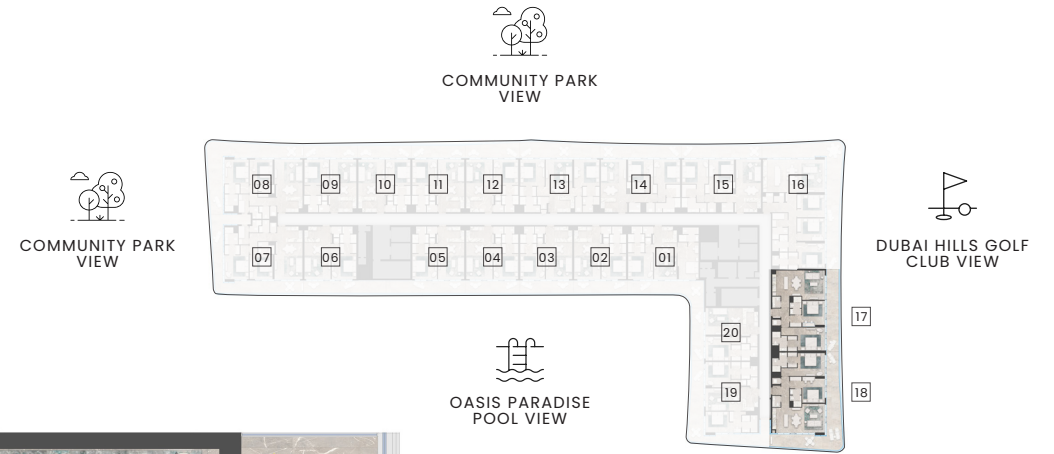 COMMUNITY PARK
VIEW
COMMUNITY PARK
VIEW
DUBAI HILLS GOLF
CLUB VIEW
08
09
10
11
12
13
14
15
16
07
06
05
04
03
02
01
17
20
19
18
OASIS PARADISE
POOL VIEW